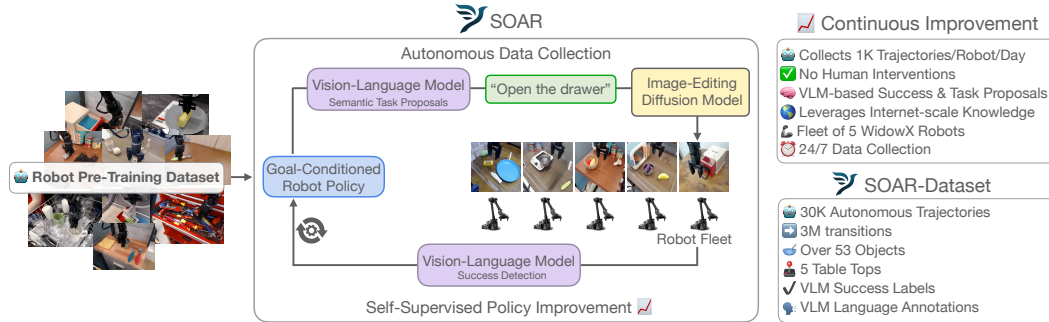 SOAR
Autonomous Data Collection
Vision-Language Model
Semantic Task Proposals
“Open the drawer”
Image-Editing
Diffusion Model
Robot Pre-Training Dataset
Goal-Conditioned
Robot Policy
Robot Fleet
Vision-Language Model
Success Detection
Self-Supervised Policy Improvement
Continuous Improvement
Collects 1K Trajectories/Robot/Day
No Human Interventions
VLM-based Success & Task Proposals
Leverages Internet-scale Knowledge
Fleet of 5 WidowX Robots
24/7 Data Collection
SOAR-Dataset
30K Autonomous Trajectories
3M transitions
Over 53 Objects
5 Table Tops
VLM Success Labels
VLM Language Annotations